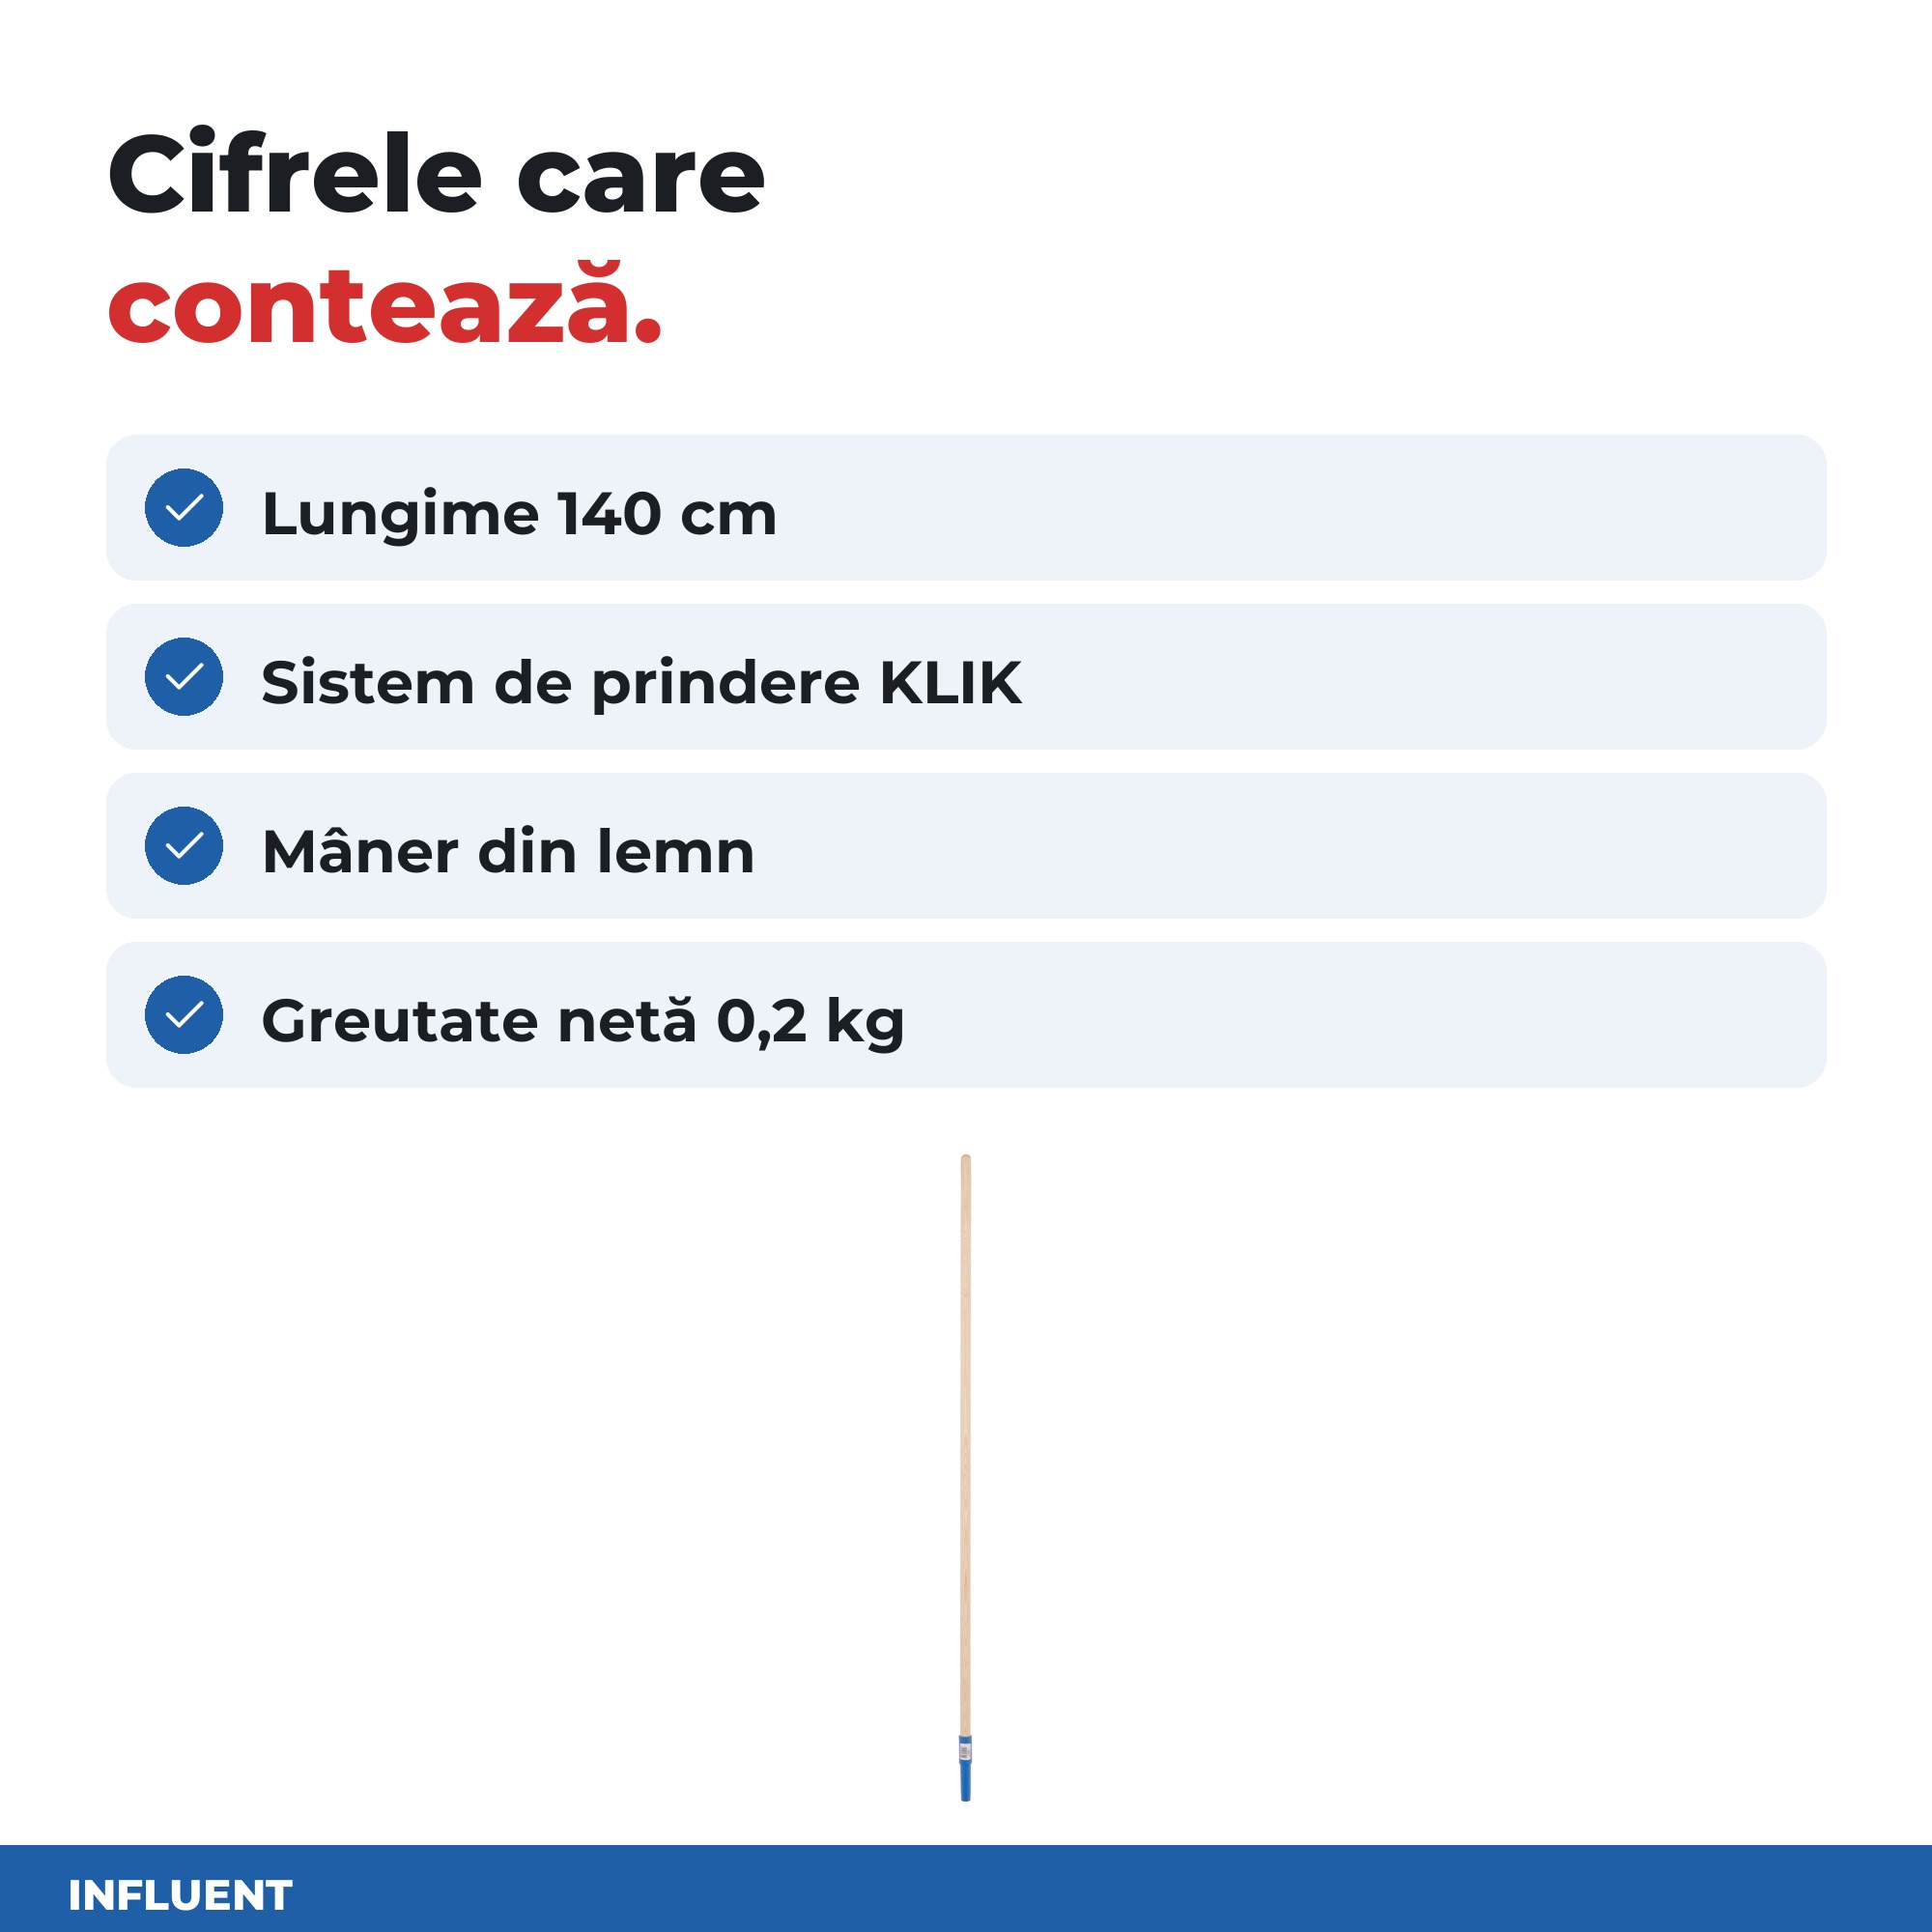 Cifrele care
contează.
Lungime 140 cm
Sistem de prindere KLIK
Mâner din lemn
Greutate netă 0,2 kg
INFLUENT